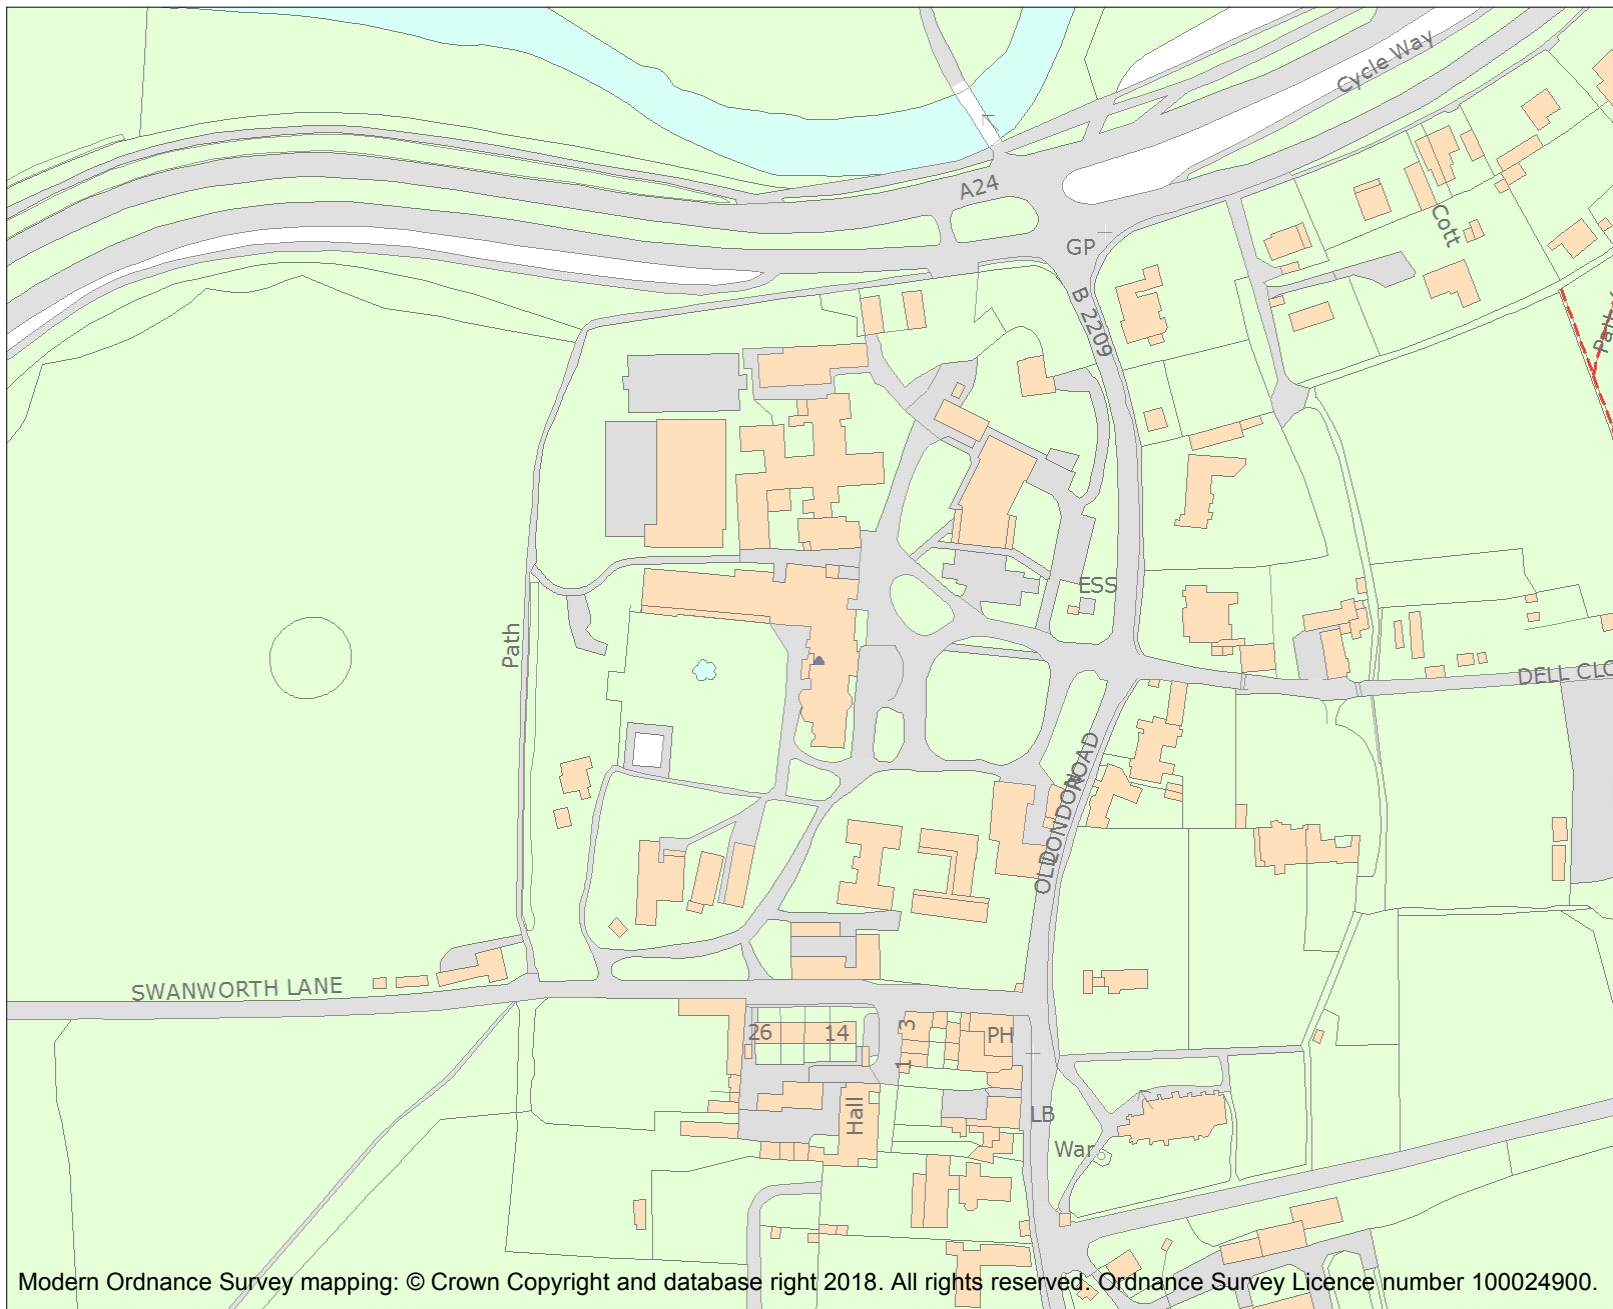 Cycle Way
A24
GP
B 2209
Cott
ESS
Path
DELL CLO
OLD LONDON ROAD
SWANWORTH LANE
26
14
3
1
PH
Hall
LB
War
Modern Ordnance Survey mapping: © Crown Copyright and database right 2018. All rights reserved. Ordnance Survey Licence number 100024900.